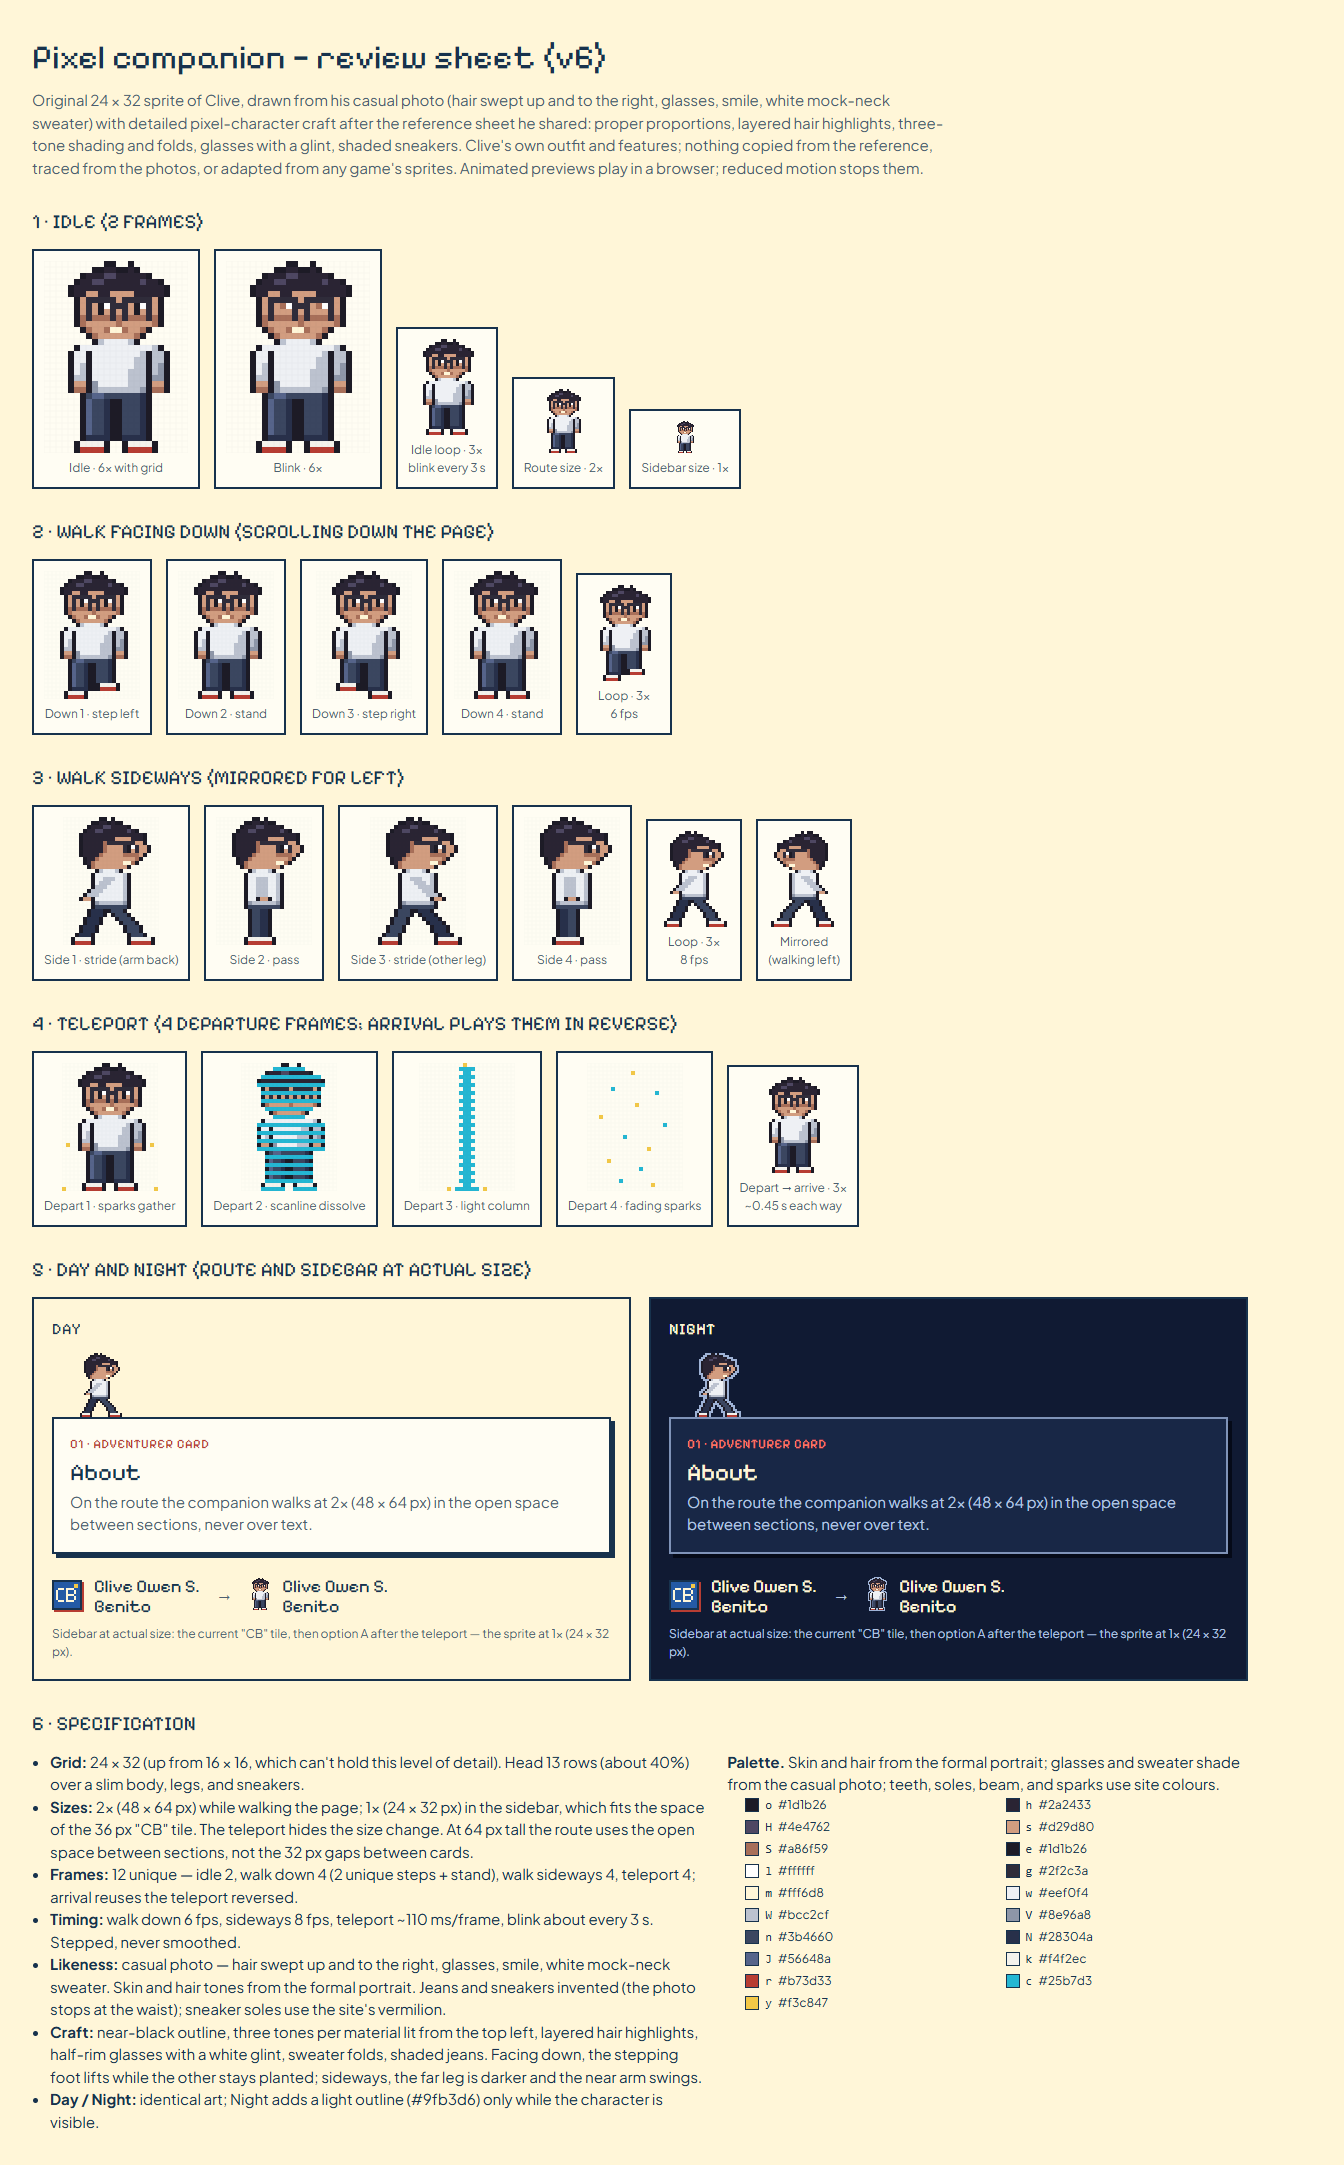 Pixel companion – review sheet (v6)
Original 24 × 32 sprite of Clive, drawn from his casual photo (hair swept up and to the right, glasses, smile, white mock-neck
sweater) with detailed pixel-character craft after the reference sheet he shared: proper proportions, layered hair highlights, three-
tone shading and folds, glasses with a glint, shaded sneakers. Clive's own outfit and features; nothing copied from the reference,
traced from the photos, or adapted from any game's sprites. Animated previews play in a browser; reduced motion stops them.
1 · IDLE (2 FRAMES)
Idle · 6× with grid
Blink · 6×
Idle loop · 3×
blink every 3 s
Route size · 2×
Sidebar size · 1×
2 · WALK FACING DOWN (SCROLLING DOWN THE PAGE)
Down 1 · step left
Down 2 · stand
Down 3 · step right
Down 4 · stand
Loop · 3×
6 fps
3 · WALK SIDEWAYS (MIRRORED FOR LEFT)
Side 1 · stride (arm back)
Side 2 · pass
Side 3 · stride (other leg)
Side 4 · pass
Loop · 3×
8 fps
Mirrored
(walking left)
4 · TELEPORT (4 DEPARTURE FRAMES; ARRIVAL PLAYS THEM IN REVERSE)
Depart 1 · sparks gather
Depart 2 · scanline dissolve
Depart 3 · light column
Depart 4 · fading sparks
Depart → arrive · 3×
~0.45 s each way
5 · DAY AND NIGHT (ROUTE AND SIDEBAR AT ACTUAL SIZE)
DAY
01 · ADVENTURER CARD
About
On the route the companion walks at 2× (48 × 64 px) in the open space
between sections, never over text.
CB
Clive Owen S.
Benito
→
Clive Owen S.
Benito
Sidebar at actual size: the current "CB" tile, then option A after the teleport — the sprite at 1× (24 × 32
px).
NIGHT
01 · ADVENTURER CARD
About
On the route the companion walks at 2× (48 × 64 px) in the open space
between sections, never over text.
CB
Clive Owen S.
Benito
→
Clive Owen S.
Benito
Sidebar at actual size: the current "CB" tile, then option A after the teleport — the sprite at 1× (24 × 32
px).
6 · SPECIFICATION
• Grid: 24 × 32 (up from 16 × 16, which can't hold this level of detail). Head 13 rows (about 40%)
over a slim body, legs, and sneakers.
• Sizes: 2× (48 × 64 px) while walking the page; 1× (24 × 32 px) in the sidebar, which fits the space
of the 36 px "CB" tile. The teleport hides the size change. At 64 px tall the route uses the open
space between sections, not the 32 px gaps between cards.
• Frames: 12 unique — idle 2, walk down 4 (2 unique steps + stand), walk sideways 4, teleport 4;
arrival reuses the teleport reversed.
• Timing: walk down 6 fps, sideways 8 fps, teleport ~110 ms/frame, blink about every 3 s.
Stepped, never smoothed.
• Likeness: casual photo — hair swept up and to the right, glasses, smile, white mock-neck
sweater. Skin and hair tones from the formal portrait. Jeans and sneakers invented (the photo
stops at the waist); sneaker soles use the site's vermilion.
• Craft: near-black outline, three tones per material lit from the top left, layered hair highlights,
half-rim glasses with a white glint, sweater folds, shaded jeans. Facing down, the stepping
foot lifts while the other stays planted; sideways, the far leg is darker and the near arm swings.
• Day / Night: identical art; Night adds a light outline (#9fb3d6) only while the character is
visible.
Palette. Skin and hair from the formal portrait; glasses and sweater shade
from the casual photo; teeth, soles, beam, and sparks use site colours.
o #1d1b26
h #2a2433
H #4e4762
s #d29d80
S #a86f59
e #1d1b26
l #ffffff
g #2f2c3a
m #fff6d8
w #eef0f4
W #bcc2cf
V #8e96a8
n #3b4660
N #28304a
J #56648a
k #f4f2ec
r #b73d33
c #25b7d3
y #f3c847